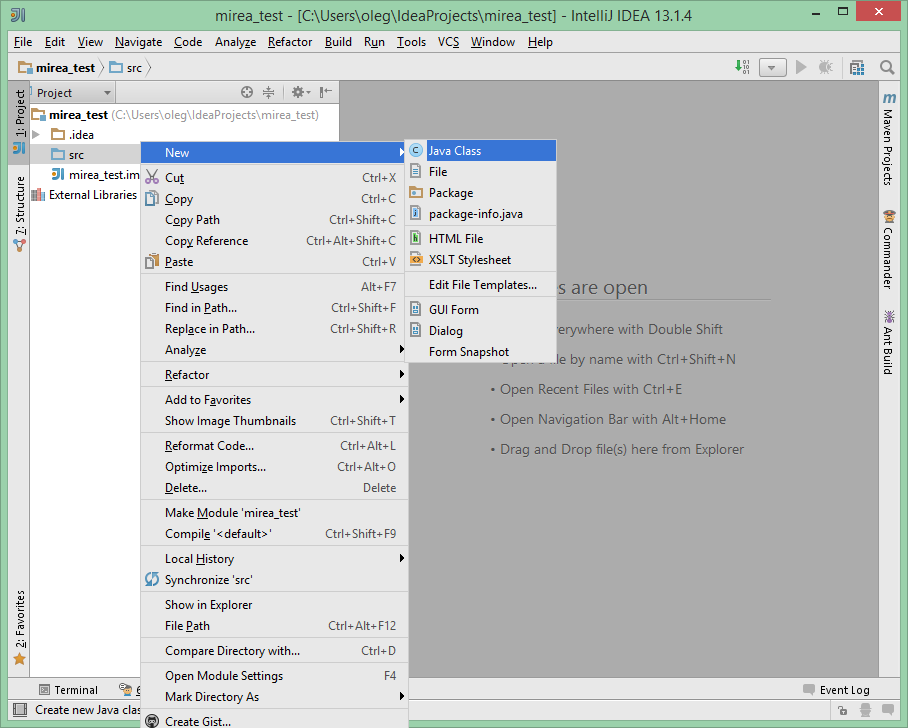 mirea_test - [C:\Users\oleg\IdeaProjects\mirea_test] - IntelliJ IDEA 13.1.4
File Edit View Navigate Code Analyze Refactor Build Run Tools VCS Window Help
mirea_test src
1: Project
7: Structure
2: Favorites
Project
mirea_test (C:\Users\oleg\IdeaProjects\mirea_test)
.idea
src
mirea_test.im
External Libraries
New
Cut Ctrl+X
Copy Ctrl+C
Copy Path Ctrl+Shift+C
Copy Reference Ctrl+Alt+Shift+C
Paste Ctrl+V
Find Usages Alt+F7
Find in Path... Ctrl+Shift+F
Replace in Path... Ctrl+Shift+R
Analyze
Refactor
Add to Favorites
Show Image Thumbnails Ctrl+Shift+T
Reformat Code... Ctrl+Alt+L
Optimize Imports... Ctrl+Alt+O
Delete... Delete
Make Module 'mirea_test'
Compile '<default>' Ctrl+Shift+F9
Local History
Synchronize 'src'
Show in Explorer
File Path Ctrl+Alt+F12
Compare Directory with... Ctrl+D
Open Module Settings F4
Mark Directory As
Create Gist...
Java Class
File
Package
package-info.java
HTML File
XSLT Stylesheet
Edit File Templates...
GUI Form
Dialog
Form Snapshot
es are open
erywhere with Double Shift
Open a file by name with Ctrl+Shift+N
• Open Recent Files with Ctrl+E
• Open Navigation Bar with Alt+Home
• Drag and Drop file(s) here from Explorer
m Maven Projects
Commander
Ant Build
Terminal
Event Log
Create new Java clas